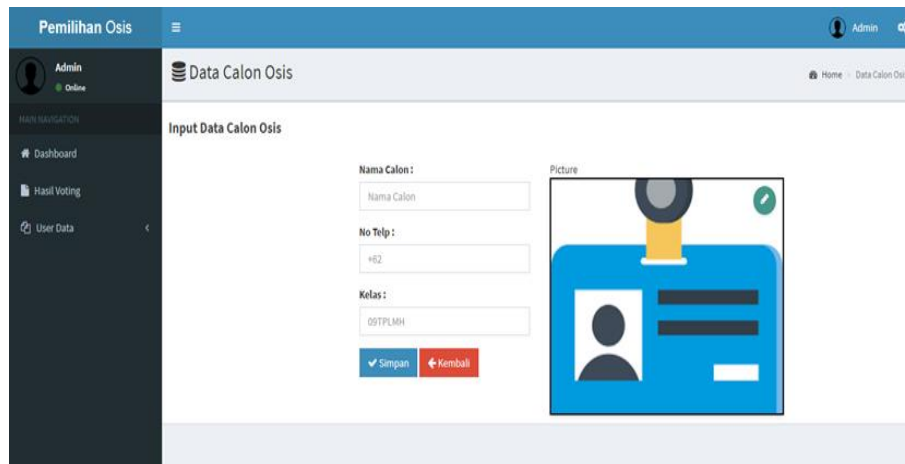 Pemilihan Osis
Admin
Admin
Online
Data Calon Osis
Home
Data Calon Osi
MAIN NAVIGATION
Dashboard
Hasil Voting
User Data
Input Data Calon Osis
Nama Calon :
Nama Calon
No Telp :
+62
Kelas :
09TPLMH
Simpan
Kembali
Picture